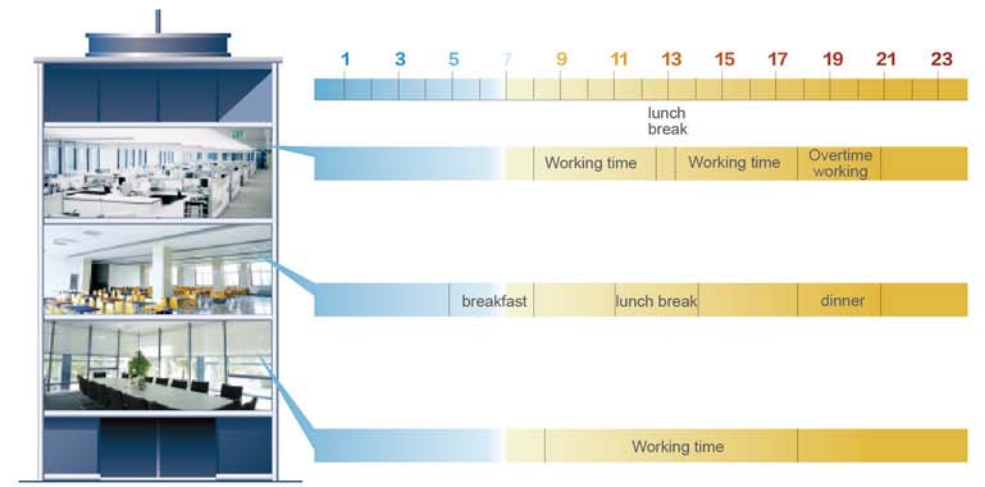 1 3 5 7 9 11 13 15 17 19 21 23
lunch
break
Working time Working time Overtime
working
breakfast lunch break dinner
Working time